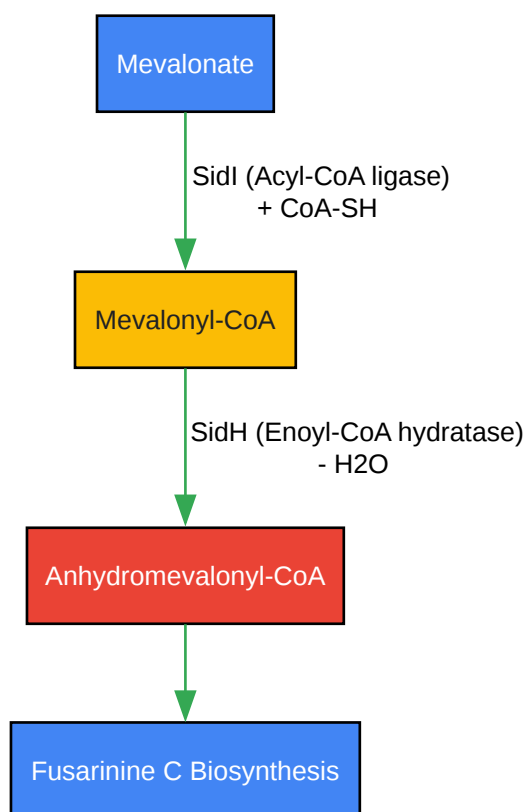 Mevalonate
SidI (Acyl-CoA ligase)
+ CoA-SH
Mevalonyl-CoA
SidH (Enoyl-CoA hydratase)
- H2O
Anhydromevalonyl-CoA
Fusarinine C Biosynthesis